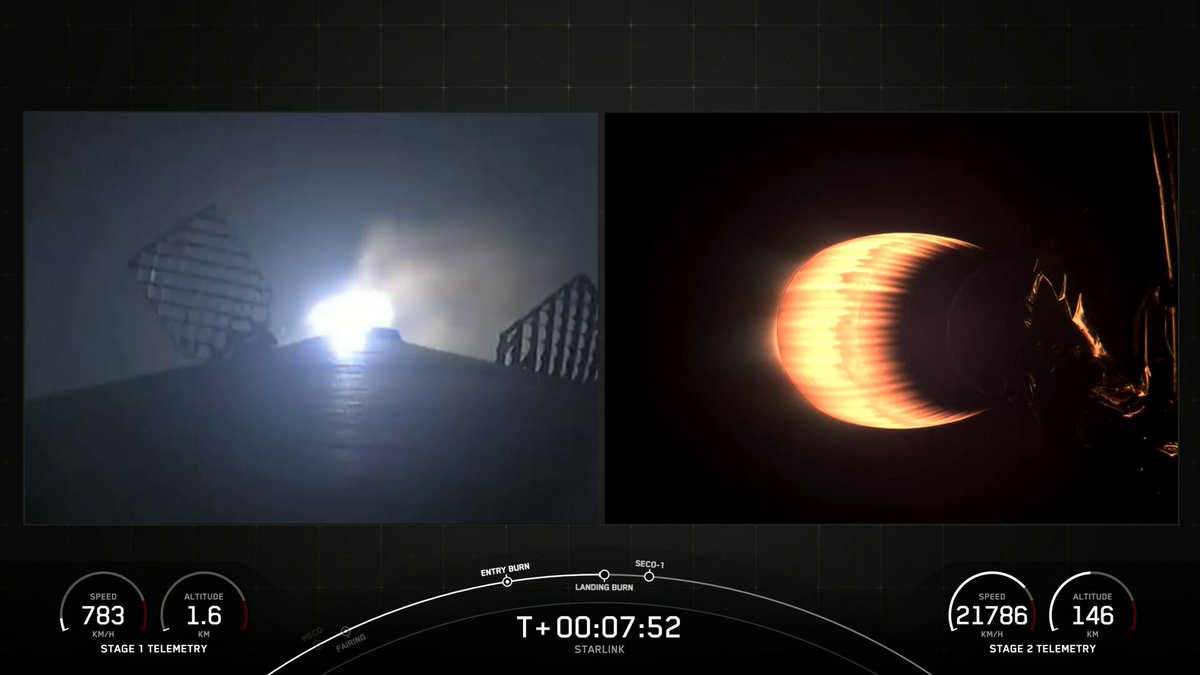 ENTRY BURN
LANDING BURN
SECO-1
MECO
FAIRING
SPEED
783
KM/H
ALTITUDE
1.6
KM
STAGE 1 TELEMETRY
T+00:07:52
STARLINK
SPEED
21786
KM/H
ALTITUDE
146
KM
STAGE 2 TELEMETRY